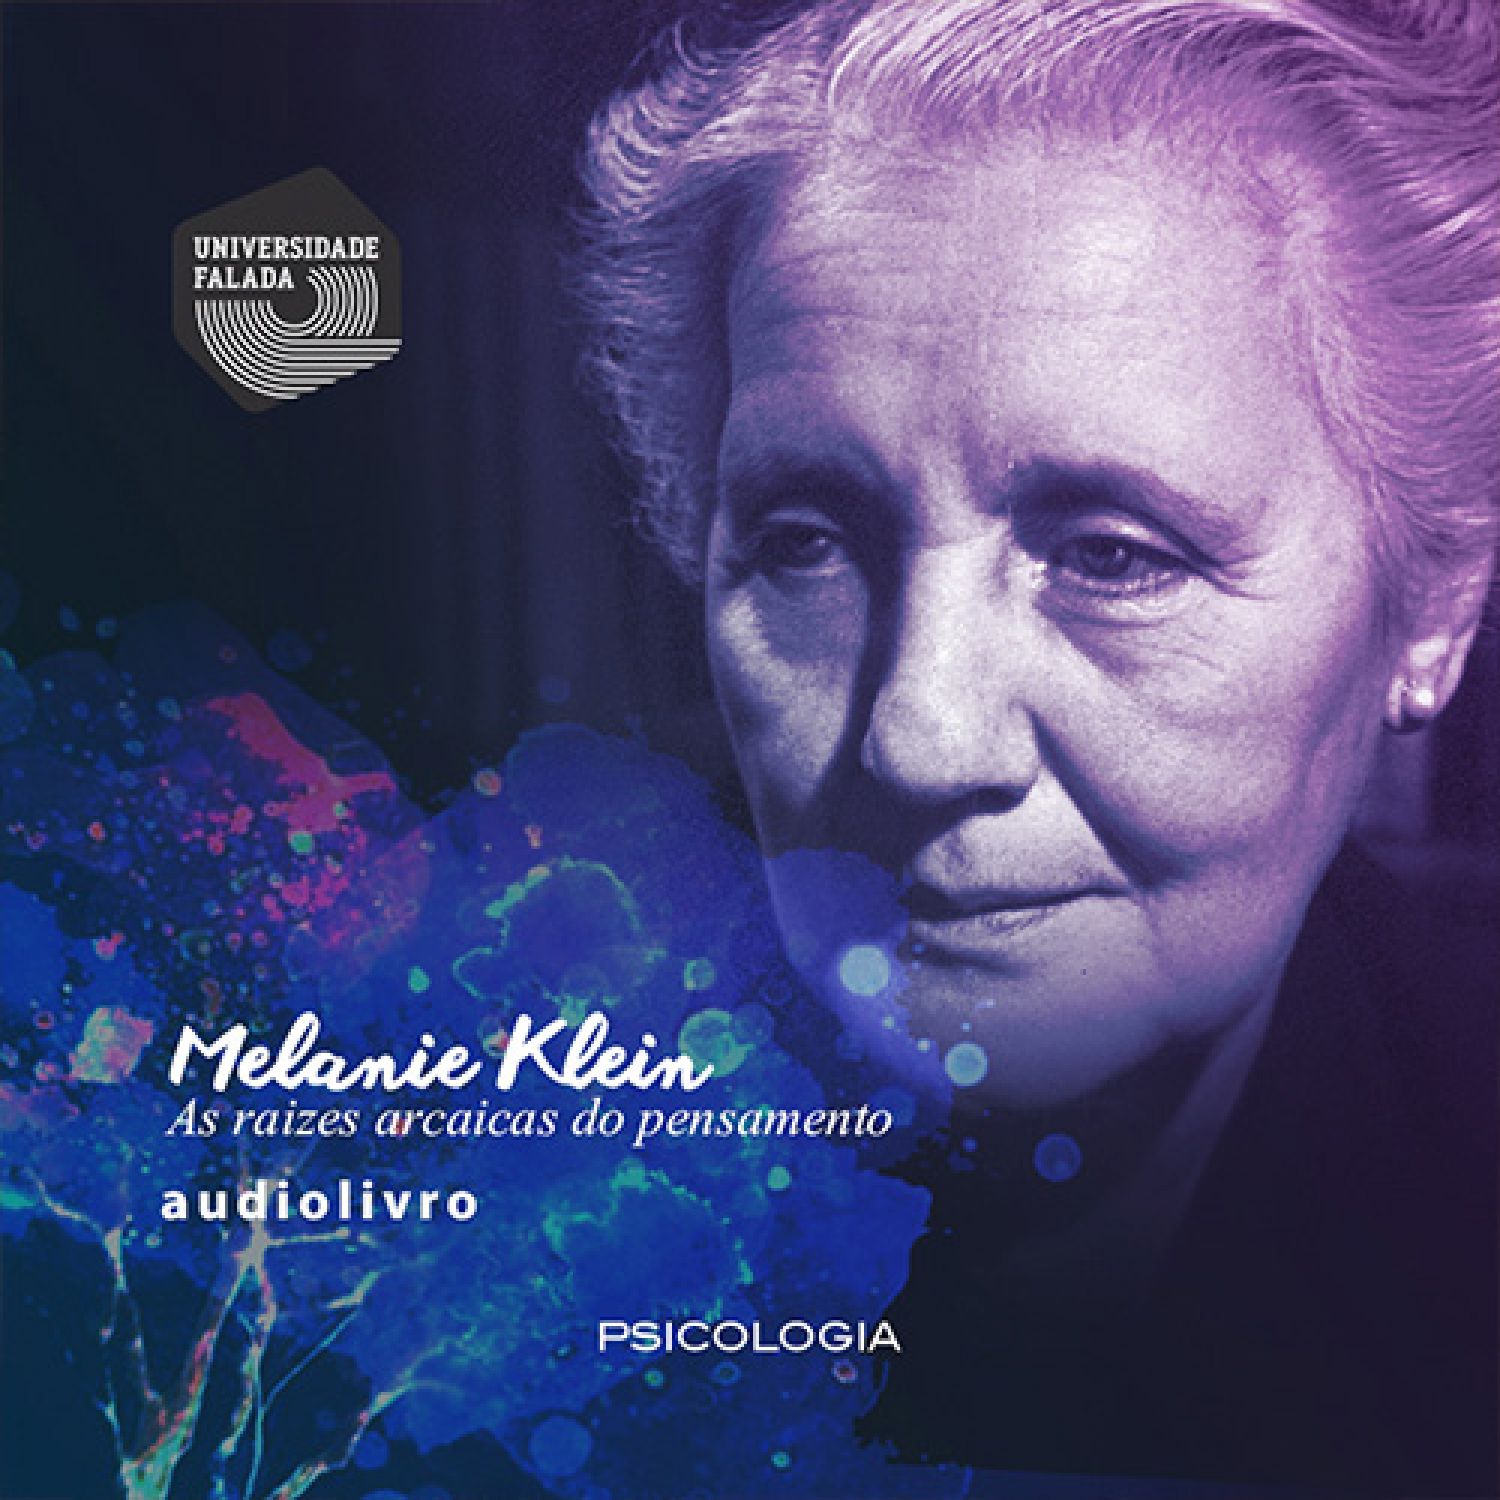 UNIVERSIDADE
FALADA
Melanie Klein
As raizes arcaicas do pensamento
audiolivro
PSICOLOGIA